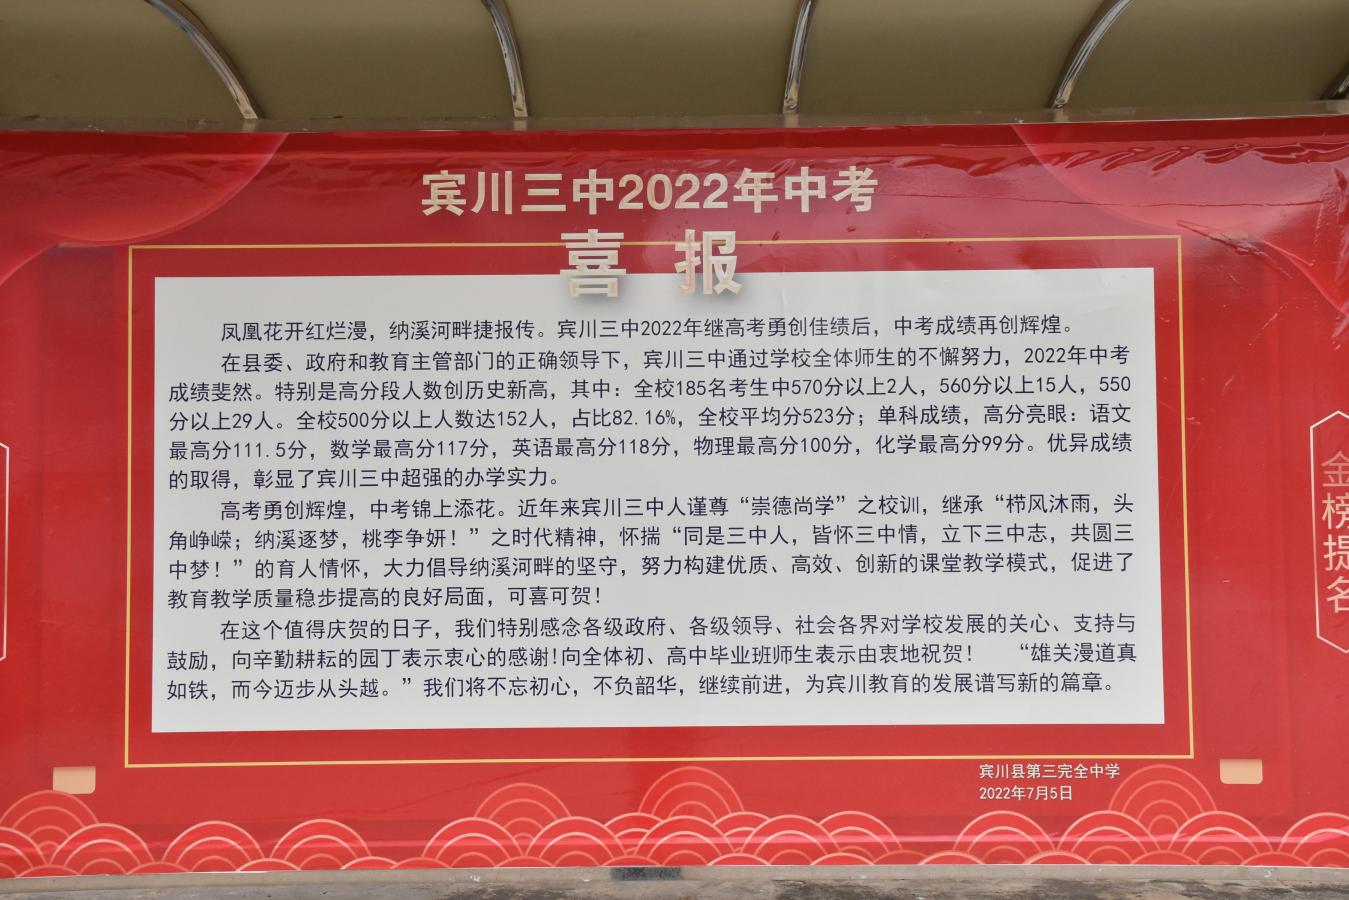 宾川三中2022年中考
喜报
凤凰花开红烂漫，纳溪河畔捷报传。宾川三中2022年继高考勇创佳绩后，中考成绩再创辉煌。
在县委、政府和教育主管部门的正确领导下，宾川三中通过学校全体师生的不懈努力，2022年中考
成绩斐然。特别是高分段人数创历史新高，其中：全校185名考生中570分以上2人，560分以上15人，550
分以上29人。全校500分以上人数达152人，占比82.16%，全校平均分523分；单科成绩，高分亮眼：语文
最高分111.5分，数学最高分117分，英语最高分118分，物理最高分100分，化学最高分99分。优异成绩
的取得，彰显了宾川三中超强的办学实力。
高考勇创辉煌，中考锦上添花。近年来宾川三中人谨尊“崇德尚学”之校训，继承“栉风沐雨，头
角峥嵘；纳溪逐梦，桃李争妍！”之时代精神，怀揣“同是三中人，皆怀三中情，立下三中志，共圆三
中梦！”的育人情怀，大力倡导纳溪河畔的坚守，努力构建优质、高效、创新的课堂教学模式，促进了
教育教学质量稳步提高的良好局面，可喜可贺！
在这个值得庆贺的日子，我们特别感念各级政府、各级领导、社会各界对学校发展的关心、支持与
鼓励，向辛勤耕耘的园丁表示衷心的感谢!向全体初、高中毕业班师生表示由衷地祝贺！ “雄关漫道真
如铁，而今迈步从头越。”我们将不忘初心，不负韶华，继续前进，为宾川教育的发展谱写新的篇章。
宾川县第三完全中学
2022年7月5日
金榜提名